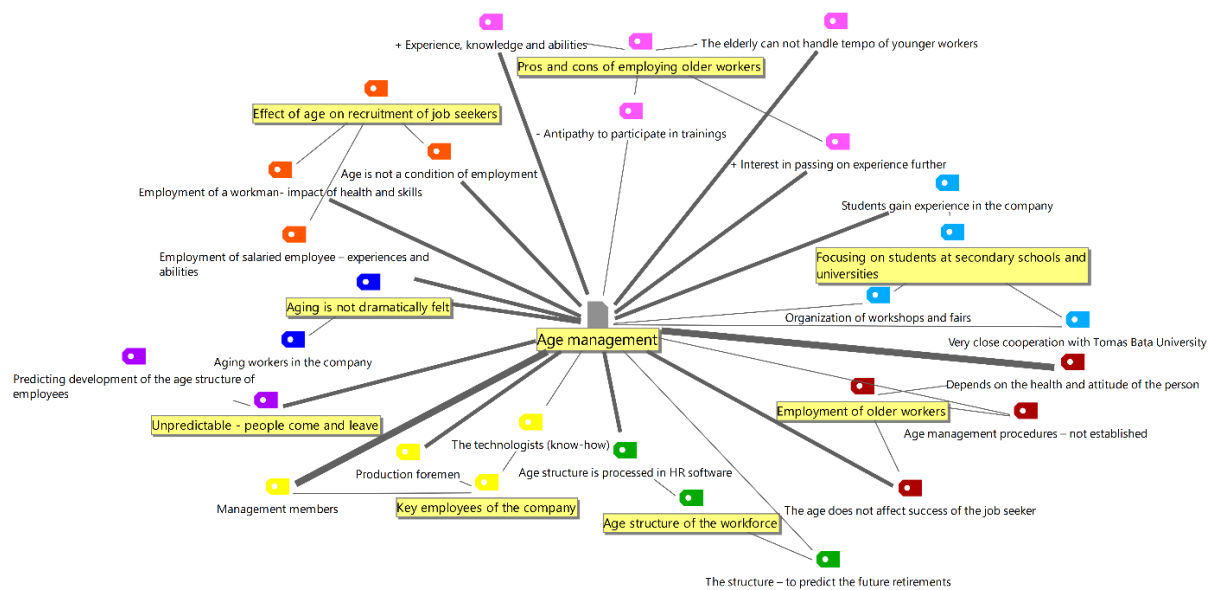 + Experience, knowledge and abilities
- The elderly can not handle tempo of younger workers
Pros and cons of employing older workers
Effect of age on recruitment of job seekers
- Antipathy to participate in trainings
+ Interest in passing on experience further
Age is not a condition of employment
Employment of a workman- impact of health and skills
Students gain experience in the company
Employment of salaried employee – experiences and
abilities
Focusing on students at secondary schools and
universities
Aging is not dramatically felt
Organization of workshops and fairs
Age management
Very close cooperation with Tomas Bata University
Aging workers in the company
Predicting development of the age structure of
employees
Depends on the health and attitude of the person
Employment of older workers
Unpredictable - people come and leave
Age management procedures – not established
The technologists (know-how)
Production foremen
Age structure is processed in HR software
Management members
Key employees of the company
The age does not affect success of the job seeker
Age structure of the workforce
The structure – to predict the future retirements